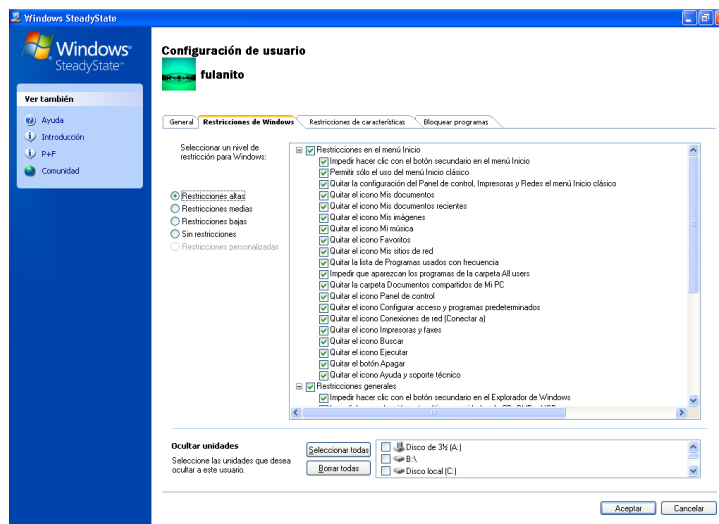 Windows SteadyState
Windows®
SteadyState™
Ver también
Ayuda
Introducción
P+F
Comunidad
Configuración de usuario
fulanito
General
Restricciones de Windows
Restricciones de características
Bloquear programas
Seleccionar un nivel de
restricción para Windows:
Restricciones altas
Restricciones medias
Restricciones bajas
Sin restricciones
Restricciones personalizadas
Restricciones en el menú Inicio
Impedir hacer clic con el botón secundario en el menú Inicio
Permitir sólo el uso del menú Inicio clásico
Quitar la configuración del Panel de control, Impresoras y Redes el menú Inicio clásico
Quitar el icono Mis documentos
Quitar el icono Mis documentos recientes
Quitar el icono Mis imágenes
Quitar el icono Mi música
Quitar el icono Favoritos
Quitar el icono Mis sitios de red
Quitar la lista de Programas usados con frecuencia
Impedir que aparezcan los programas de la carpeta All users
Quitar la carpeta Documentos compartidos de Mi PC
Quitar el icono Panel de control
Quitar el icono Configurar acceso y programas predeterminados
Quitar el icono Conexiones de red (Conectar a)
Quitar el icono Impresoras y faxes
Quitar el icono Buscar
Quitar el icono Ejecutar
Quitar el botón Apagar
Quitar el icono Ayuda y soporte técnico
Restricciones generales
Impedir hacer clic con el botón secundario en el Explorador de Windows
Ocultar unidades
Seleccione las unidades que desea
ocultar a este usuario.
Seleccionar todas
Borrar todas
Disco de 3½ (A:)
B:\
Disco local (C:)
Aceptar
Cancelar